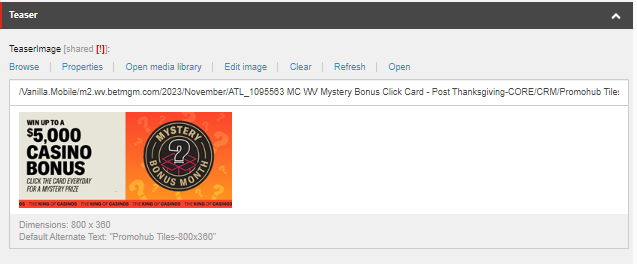 Teaser
TeaserImage [shared [!]]:
Browse Properties Open media library Edit image Clear Refresh Open
/Vanilla.Mobile/m2.wv.betmgm.com/2023/November/ATL_1095563 MC WV Mystery Bonus Click Card - Post Thanksgiving-CORE/CRM/Promohub Tiles
WIN UP TO A
$5,000
CASINO
BONUS
CLICK THE CARD EVERYDAY
FOR A MYSTERY PRIZE
MYSTERY
?
BONUS MONTH
THE KING OF CASINOS THE KING OF CASINOS THE KING OF CASINOS
Dimensions: 800 x 360
Default Alternate Text: "Promohub Tiles-800x360"